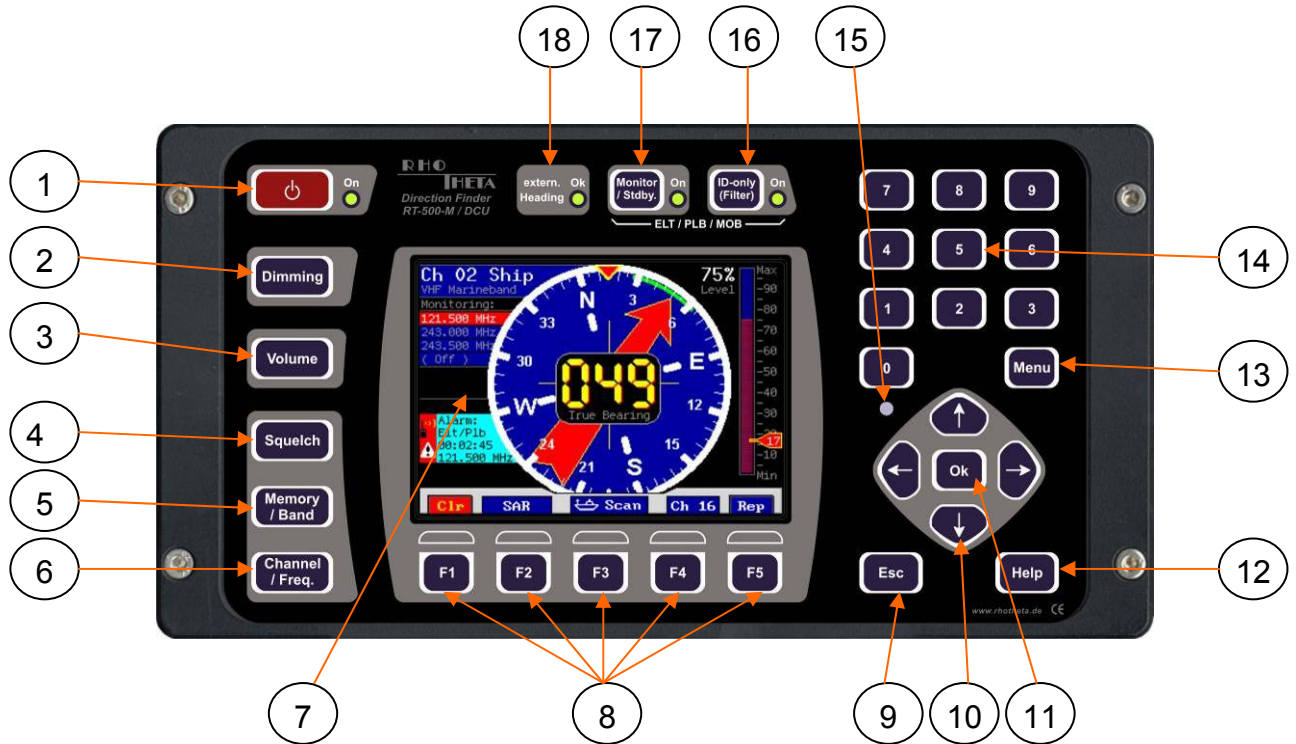 18
17
16
15
1
2
3
4
5
6
7
8
9
10
11
12
13
14
On
RHO
THETA
Direction Finder
RT-500-M / DCU
extern. Ok
Heading
Monitor
/ Stdby.
On
ID-only
(Filter)
On
ELT / PLB / MOB
Dimming
Volume
Squelch
Memory
/ Band
Channel
/ Freq.
Ch 02 Ship
VHF Marineband
Monitoring:
121.500 MHz
243.000 MHz
243.500 MHz
( Off )
Alarm:
Elt/Plb
00:02:45
121.500 MHz
N
3
6
E
12
15
S
21
24
W
30
33
049
True Bearing
75%
Level
Max
-90
-80
-70
-60
-50
-40
-30
-20
17
-10
Min
Clr
SAR
Scan
Ch 16
Rep
F1
F2
F3
F4
F5
7
8
9
4
5
6
1
2
3
0
Menu
Ok
Esc
Help
www.rhotheta.de CE